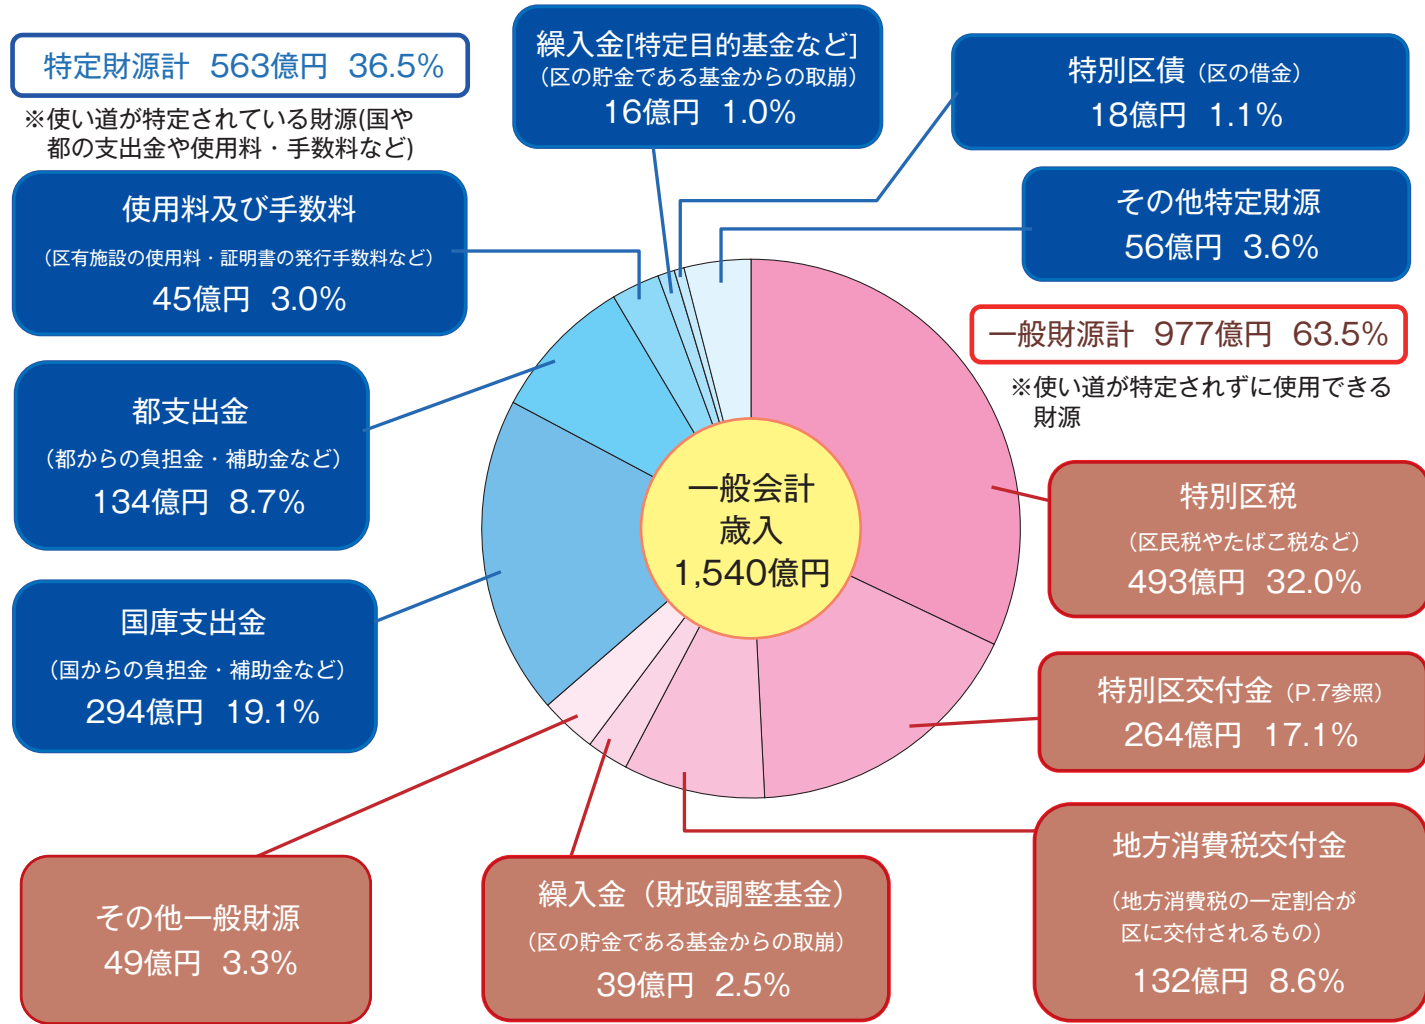 特定財源計 563億円 36.5%
※使い道が特定されている財源(国や
都の支出金や使用料・手数料など)
繰入金[特定目的基金など]
（区の貯金である基金からの取崩）
16億円 1.0%
特別区債（区の借金）
18億円 1.1%
その他特定財源
56億円 3.6%
使用料及び手数料
（区有施設の使用料・証明書の発行手数料など）
45億円 3.0%
都支出金
（都からの負担金・補助金など）
134億円 8.7%
国庫支出金
（国からの負担金・補助金など）
294億円 19.1%
一般会計
歳入
1,540億円
一般財源計 977億円 63.5%
※使い道が特定されずに使用できる
財源
特別区税
（区民税やたばこ税など）
493億円 32.0%
特別区交付金（P.7参照）
264億円 17.1%
地方消費税交付金
（地方消費税の一定割合が
区に交付されるもの）
132億円 8.6%
繰入金（財政調整基金）
（区の貯金である基金からの取崩）
39億円 2.5%
その他一般財源
49億円 3.3%